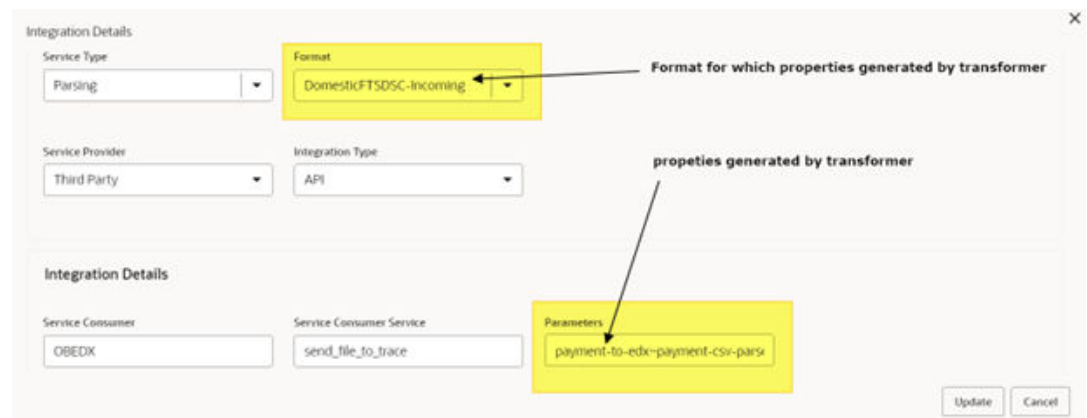 Integration Details
Service Type
Format
Parsing
DomesticFTSDSC-Incoming
Format for which properties generated by transformer
Service Provider
Integration Type
propeties generated by transformer
Third Party
API
Integration Details
Service Consumer
Service Consumer Service
Parameters
OBEDX
send_file_to_trace
payment-to-edx~payment-csv-parse
Update
Cancel